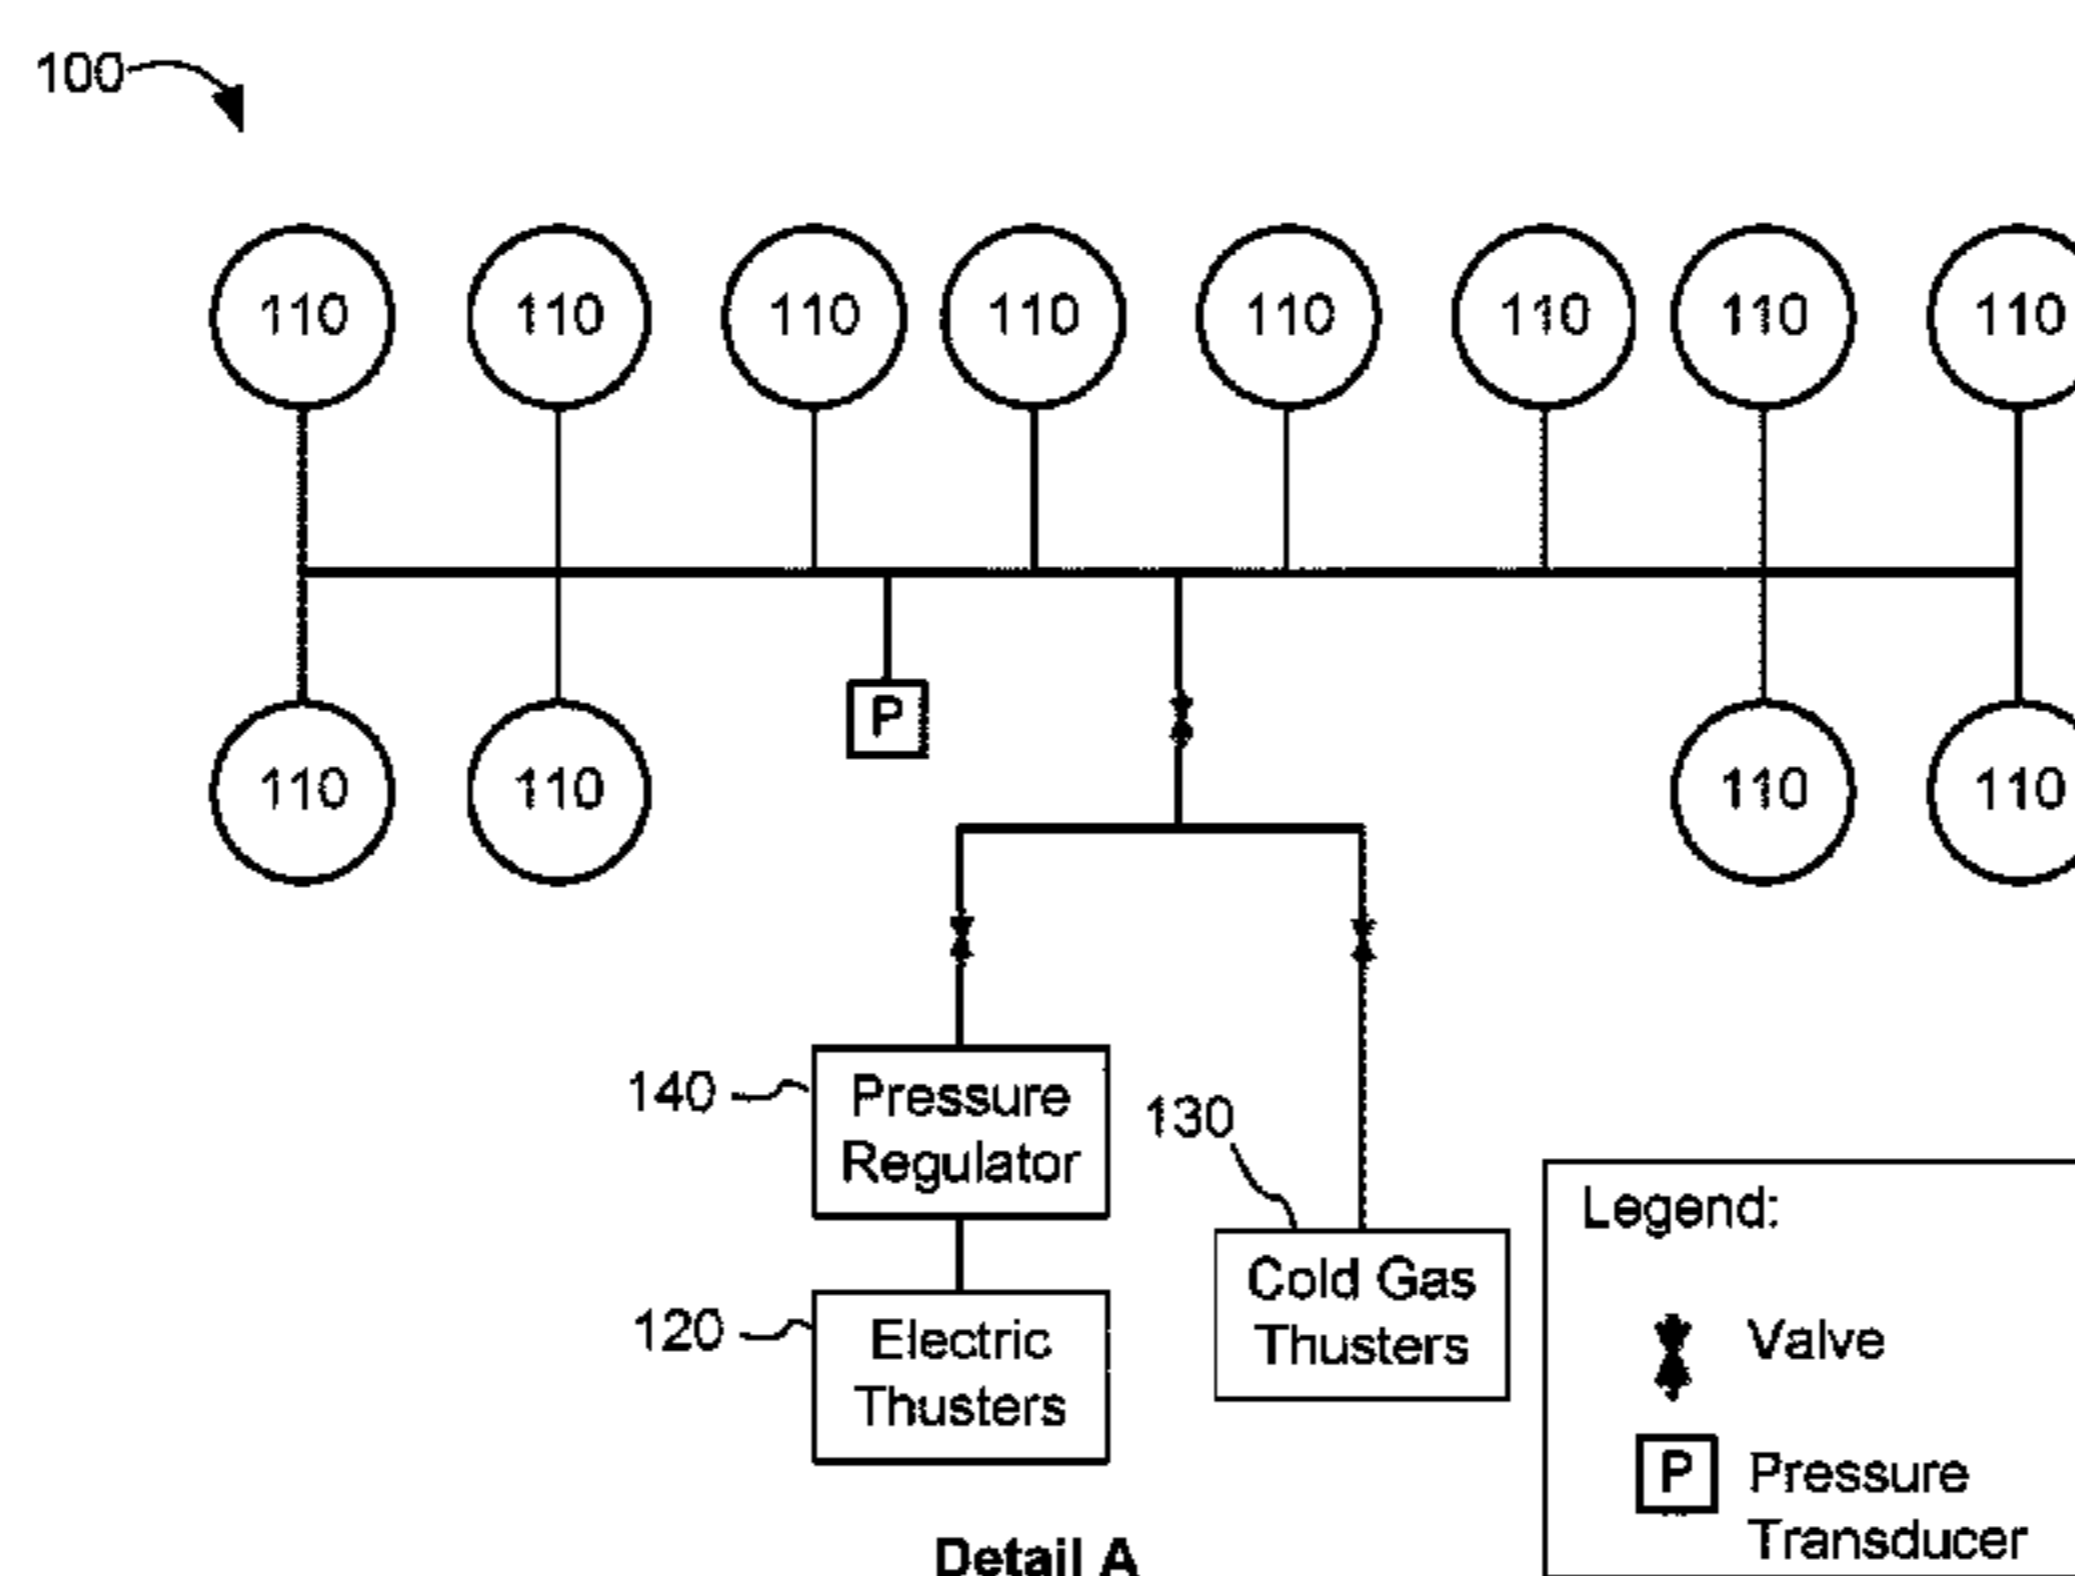 100
110 110 110 110 110 110 110 110
P
110 110 110 110
140
Pressure
Regulator
130
Cold Gas
Thusters
120
Electric
Thusters
Legend:
Valve
P
Pressure
Transducer
Detail A